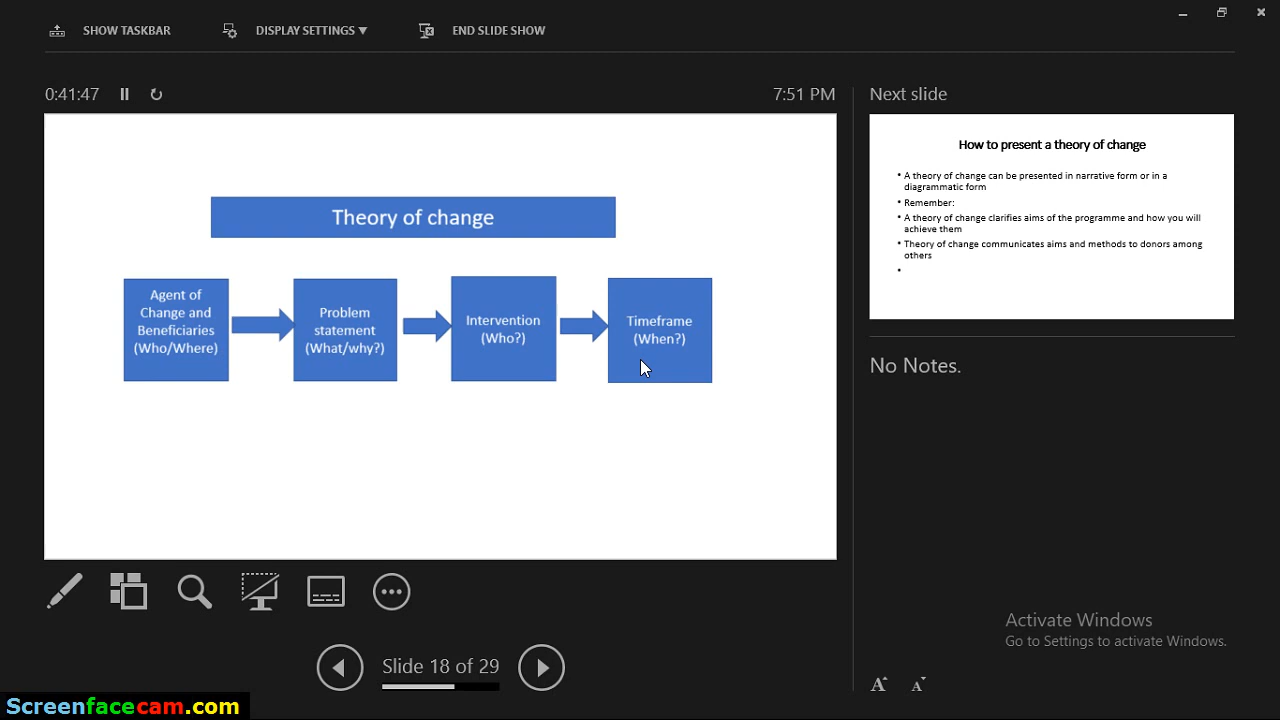 SHOW TASKBAR
DISPLAY SETTINGS ▼
END SLIDE SHOW
0:41:47
7:51 PM
Theory of change
Agent of
Change and
Beneficiaries
(Who/Where)
Problem
statement
(What/why?)
Intervention
(Who?)
Timeframe
(When?)
Next slide
How to present a theory of change
• A theory of change can be presented in narrative form or in a
diagrammatic form
• Remember:
• A theory of change clarifies aims of the programme and how you will
achieve them
• Theory of change communicates aims and methods to donors among
others
•
No Notes.
Slide 18 of 29
Activate Windows
Go to Settings to activate Windows.
A A
Screenfacecam.com